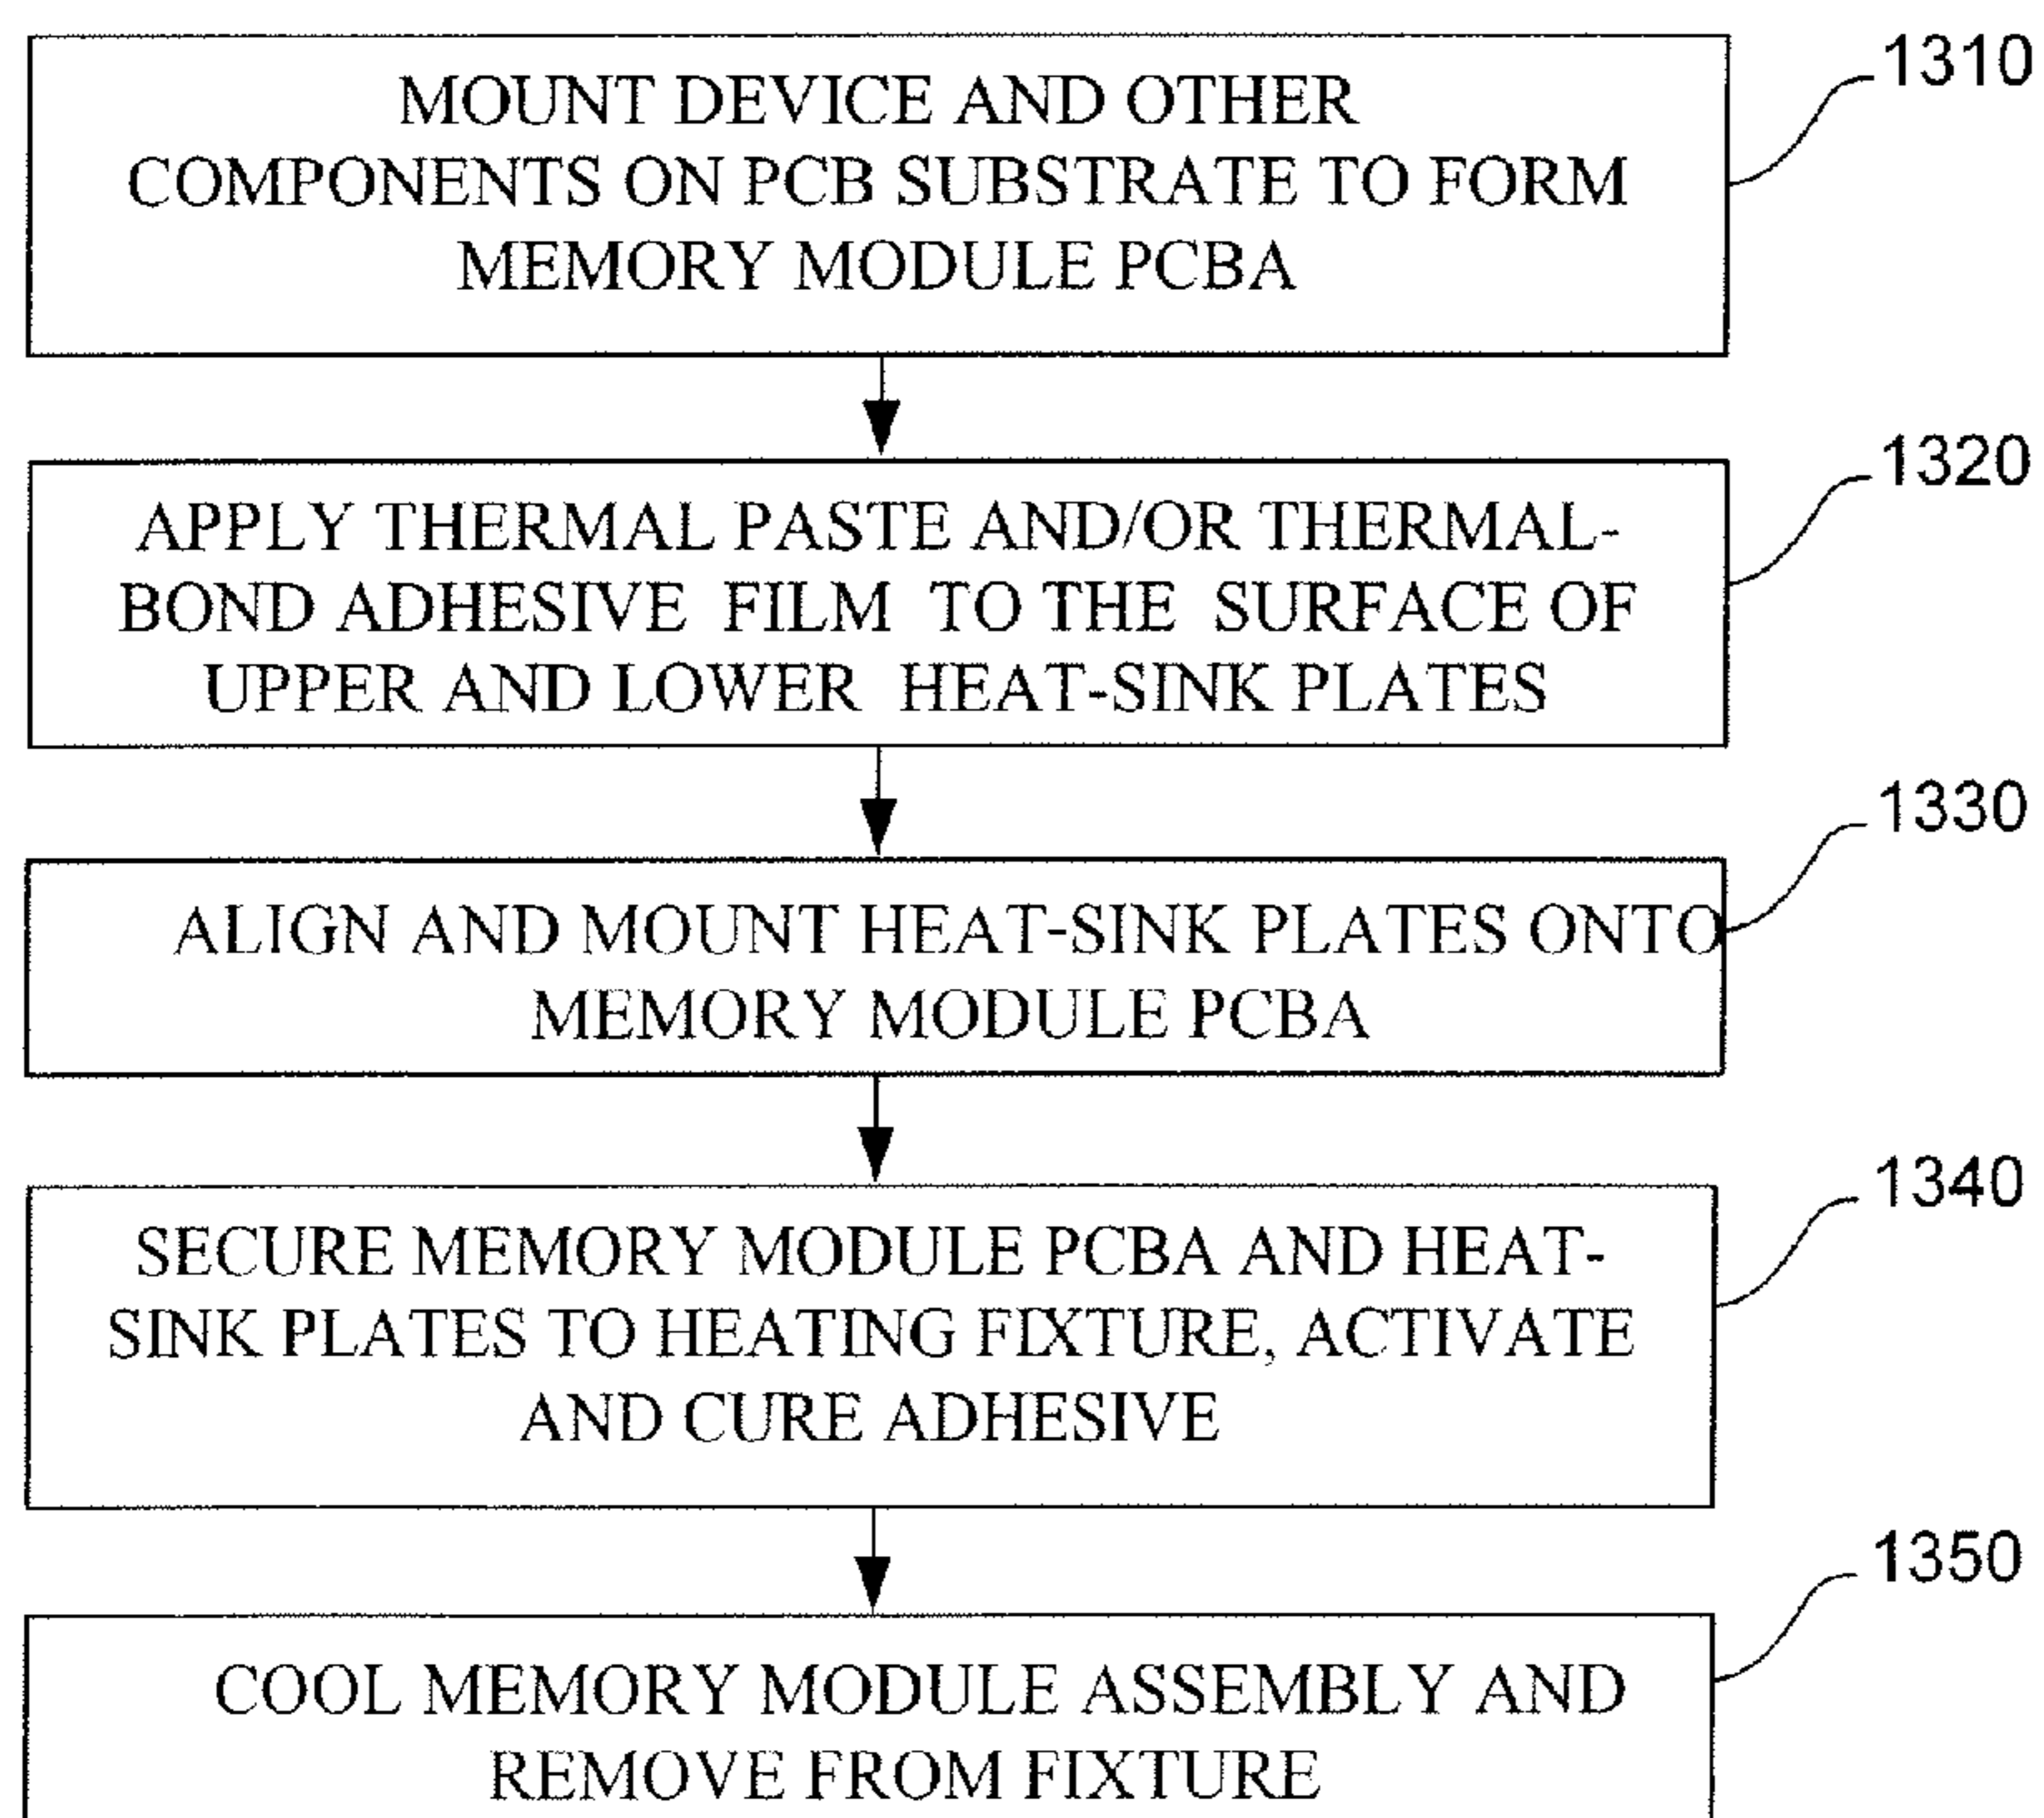 MOUNT DEVICE AND OTHER
COMPONENTS ON PCB SUBSTRATE TO FORM
MEMORY MODULE PCBA
1310
APPLY THERMAL PASTE AND/OR THERMAL-
BOND ADHESIVE FILM TO THE SURFACE OF
UPPER AND LOWER HEAT-SINK PLATES
1320
ALIGN AND MOUNT HEAT-SINK PLATES ONTO
MEMORY MODULE PCBA
1330
SECURE MEMORY MODULE PCBA AND HEAT-
SINK PLATES TO HEATING FIXTURE, ACTIVATE
AND CURE ADHESIVE
1340
COOL MEMORY MODULE ASSEMBLY AND
REMOVE FROM FIXTURE
1350